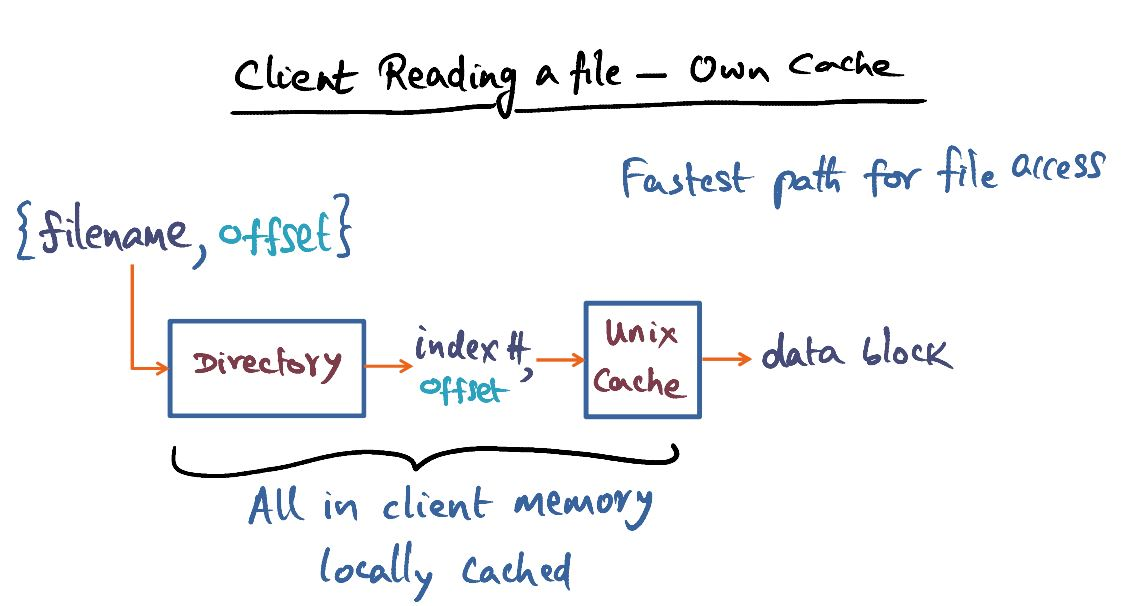 Client Reading a file – Own Cache
Fastest path for file access
{filename, offset}
Directory
index #,
offset
Unix
Cache
data block
All in client memory
locally cached